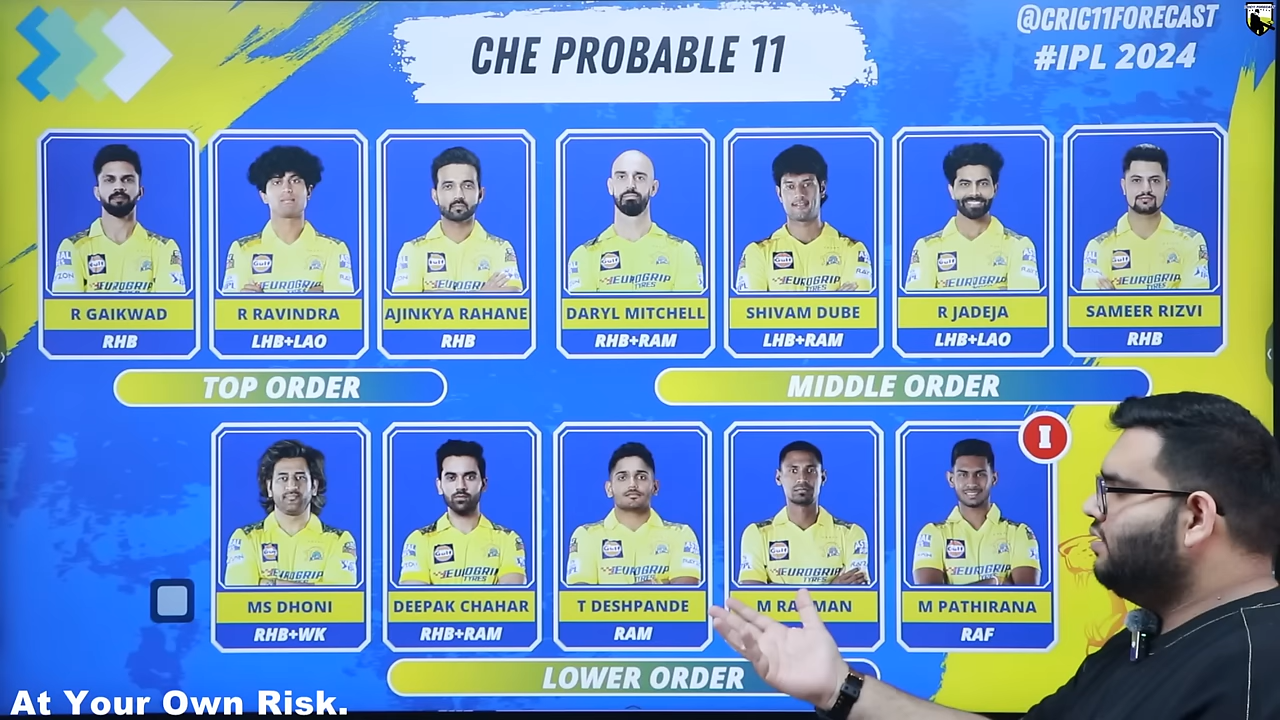 @CRIC11FORECAST
#IPL 2024
CHE PROBABLE 11
R GAIKWAD
RHB
R RAVINDRA
LHB+LAO
AJINKYA RAHANE
RHB
DARYL MITCHELL
RHB+RAM
SHIVAM DUBE
LHB+RAM
R JADEJA
LHB+LAO
SAMEER RIZVI
RHB
TOP ORDER
MIDDLE ORDER
I
MS DHONI
RHB+WK
DEEPAK CHAHAR
RHB+RAM
T DESHPANDE
RAM
M
M PATHIRANA
RAF
LOWER ORDER
At Your Own Risk.